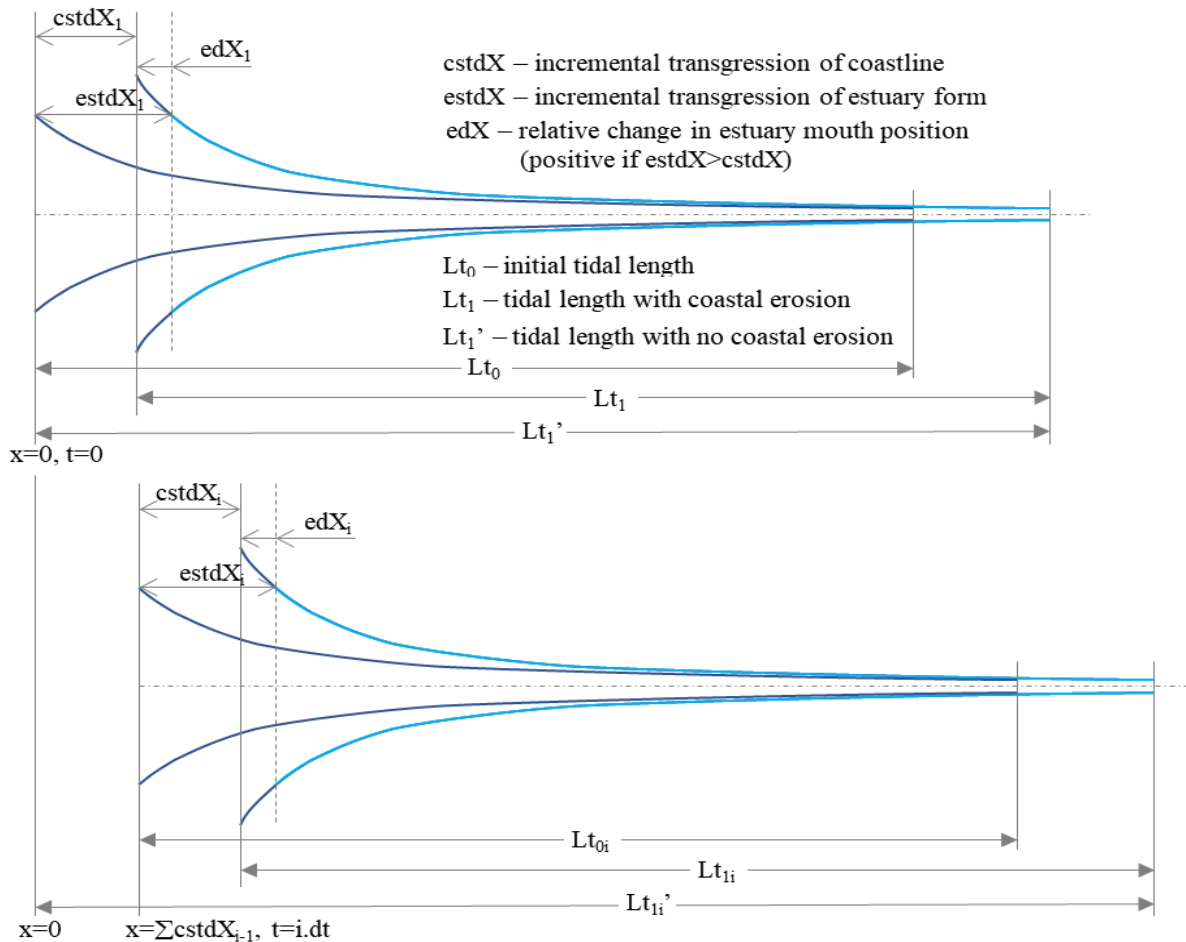 cstdX₁
edX₁
estdX₁
cstdX – incremental transgression of coastline
estdX – incremental transgression of estuary form
edX – relative change in estuary mouth position
(positive if estdX>cstdX)
Lt₀ – initial tidal length
Lt₁ – tidal length with coastal erosion
Lt₁’ – tidal length with no coastal erosion
Lt₀
Lt₁
Lt₁’
x=0, t=0
cstdXᵢ
edXᵢ
estdXᵢ
Lt₀ᵢ
Lt₁ᵢ
Lt₁ᵢ’
x=0 x=∑cstdXᵢ₋₁, t=i.dt